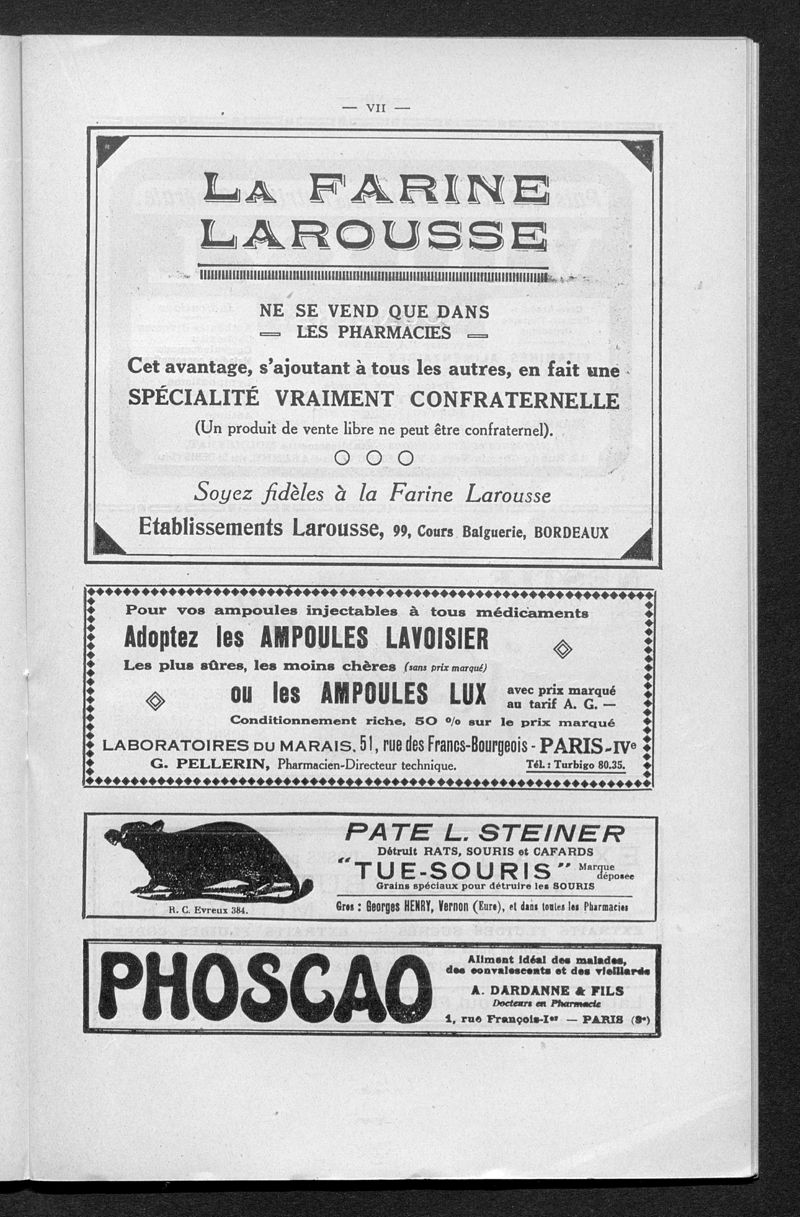 — VII —
LA FARINE
LAROUSSE
NE SE VEND QUE DANS
LES PHARMACIES
Cet avantage, s'ajoutant à tous les autres, en fait une
SPÉCIALITÉ VRAIMENT CONFRATERNELLE
(Un produit de vente libre ne peut être confraternel).
Soyez fidèles à la Farine Larousse
Etablissements Larousse, 99, Cours Balguerie, BORDEAUX
Pour vos ampoules injectables à tous médicaments
Adoptez les AMPOULES LAVOISIER
Les plus sûres, les moins chères (sans prix marqué)
ou les AMPOULES LUX avec prix marqué
au tarif A. G. —
Conditionnement riche, 50 % sur le prix marqué
LABORATOIRES DU MARAIS, 51, rue des Francs-Bourgeois - PARIS-IVe
G. PELLERIN, Pharmacien-Directeur technique. Tél. : Turbigo 80.35.
PATE L. STEINER
Détruit RATS, SOURIS et CAFARDS
"TUE-SOURIS" Marque
déposée
Grains spéciaux pour détruire les SOURIS
R. C. Evreux 384.
Gros : Georges HENRY, Vernon (Eure), et dans toutes les Pharmacies
PHOSCAO
Aliment idéal des malades,
des convalescents et des vieillards
A. DARDANNE & FILS
Docteurs en Pharmacie
1, rue François-Ier — PARIS (8e)